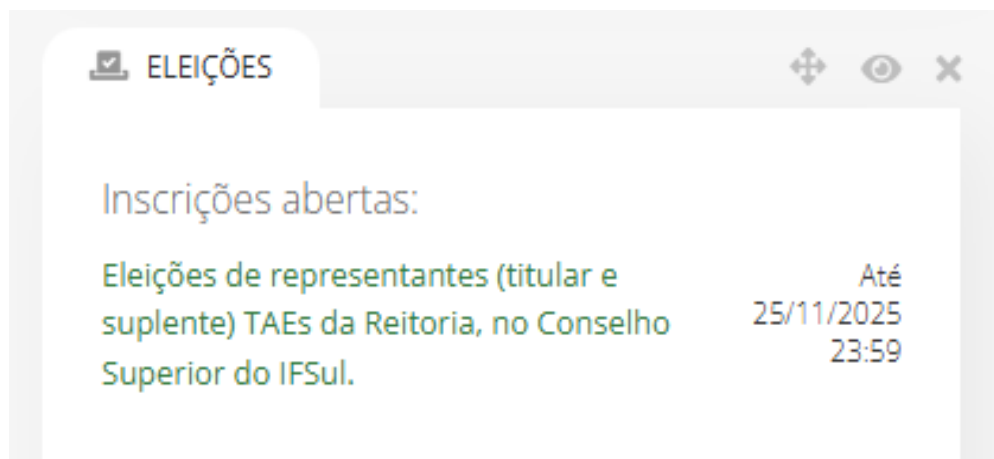 ELEIÇÕES
Inscrições abertas:
Eleições de representantes (titular e
suplente) TAEs da Reitoria, no Conselho
Superior do IFSul.
Até
25/11/2025
23:59